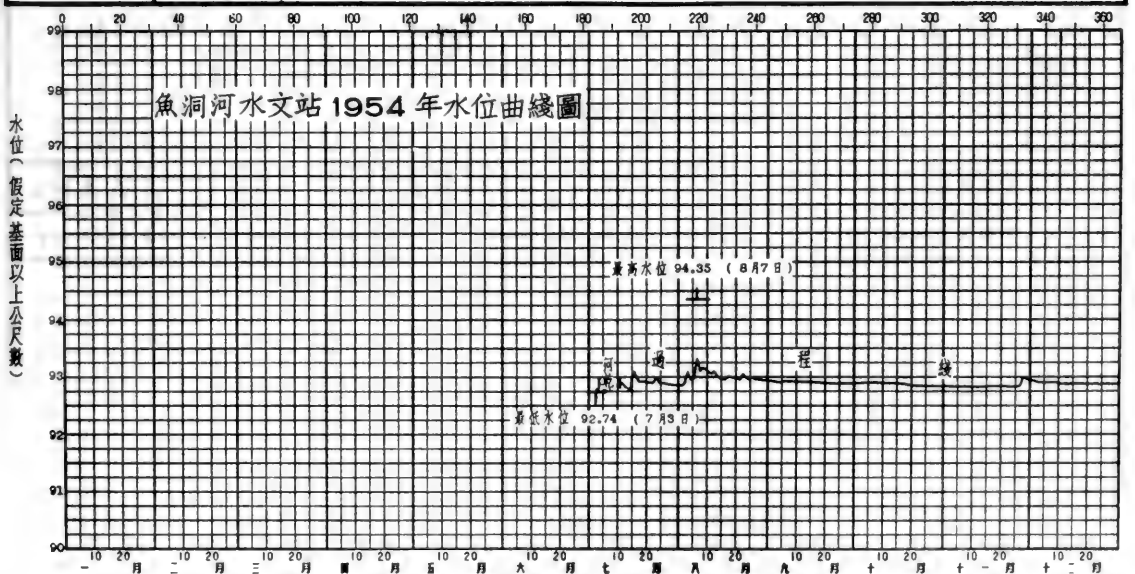 0 20 40 60 80 100 120 140 160 180 200 220 240 260 280 300 320 340 360
99
98
97
96
95
94
93
92
91
90
魚洞河水文站 1954 年水位曲綫圖
水位(假定基面以上公尺數)
最高水位 94.35 (8月7日)
河乾
過程綫
最低水位 92.74 (7月3日)
10 20 10 20 10 20 10 20 10 20 10 20 10 20 10 20 10 20 10 20 10 20 10 20
一月 二月 三月 四月 五月 六月 七月 八月 九月 十月 十一月 十二月